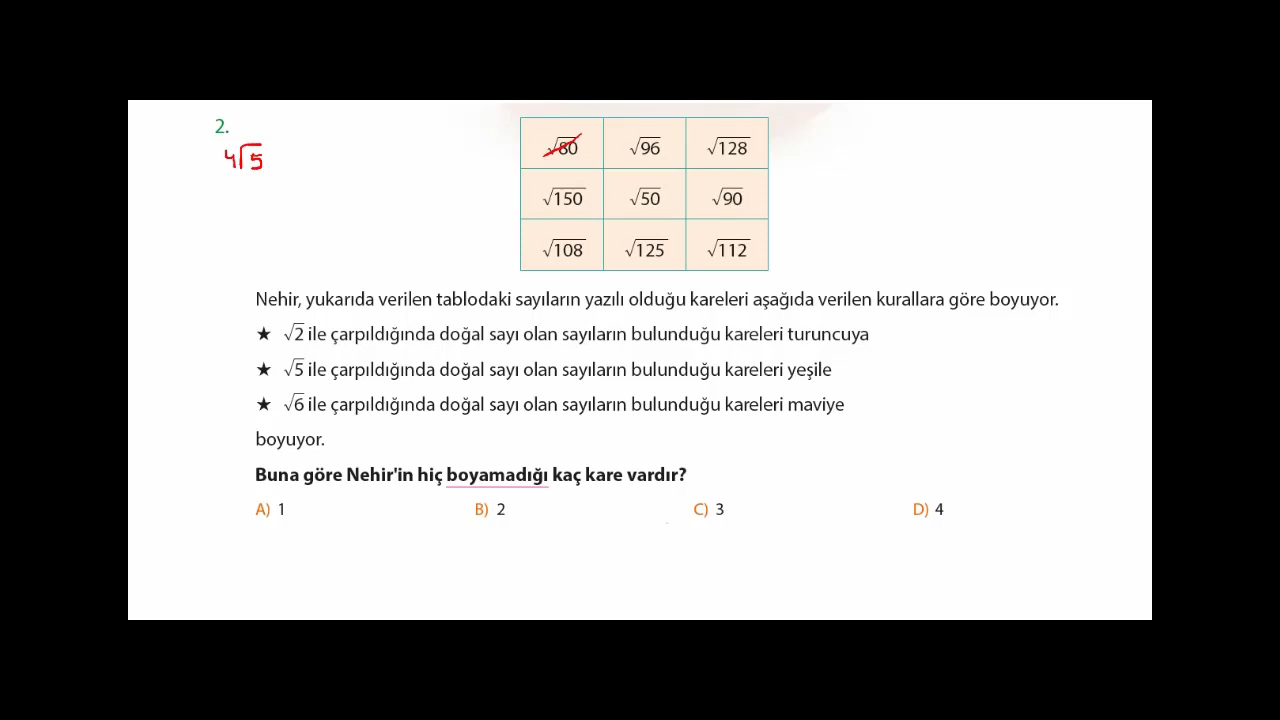 2.
4√5
√80 √96 √128
√150 √50 √90
√108 √125 √112
Nehir, yukarıda verilen tablodaki sayıların yazılı olduğu kareleri aşağıda verilen kurallara göre boyuyor.
★ √2 ile çarpıldığında doğal sayı olan sayıların bulunduğu kareleri turuncuya
★ √5 ile çarpıldığında doğal sayı olan sayıların bulunduğu kareleri yeşile
★ √6 ile çarpıldığında doğal sayı olan sayıların bulunduğu kareleri maviye
boyuyor.
Buna göre Nehir'in hiç boyamadığı kaç kare vardır?
A) 1 B) 2 C) 3 D) 4